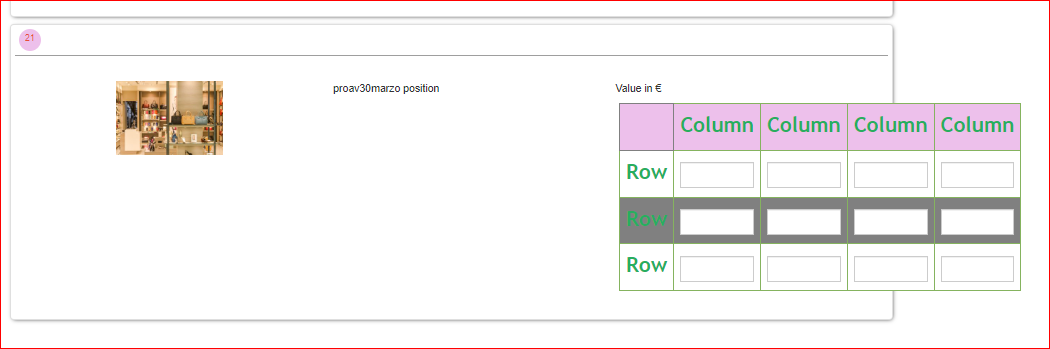 21
proav30marzo position
Value in €
Column Column Column Column
Row
Row
Row